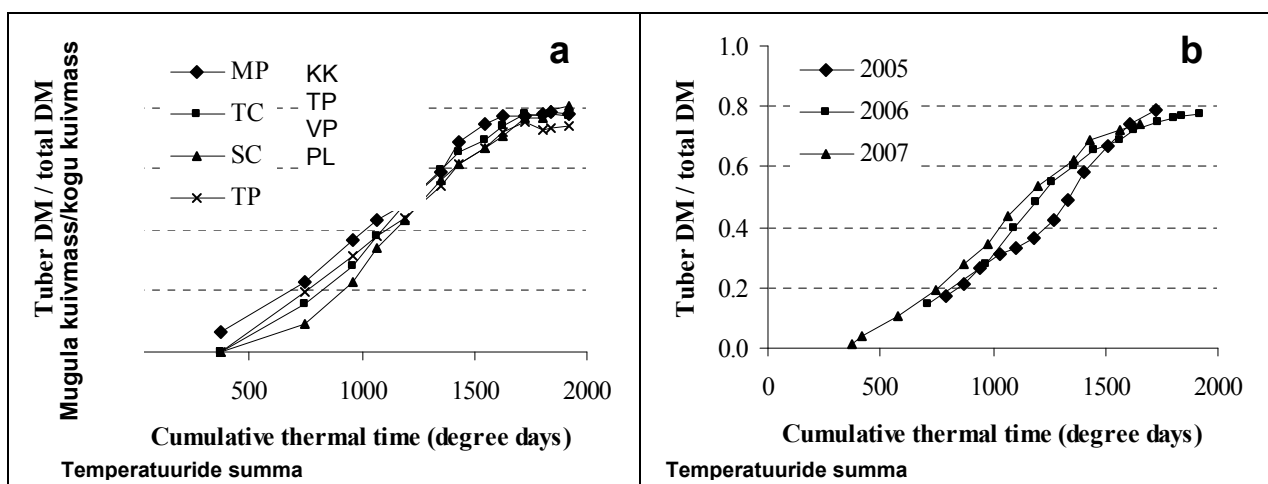 a
MP KK
TC TP
SC VP
TP PL
Tuber DM / total DM
Mugula kuivmass/kogu kuivmass
500 1000 1500 2000
Cumulative thermal time (degree days)
Temperatuuride summa
b
2005
2006
2007
Tuber DM / total DM
1.0
0.8
0.6
0.4
0.2
0.0
0 500 1000 1500 2000
Cumulative thermal time (degree days)
Temperatuuride summa